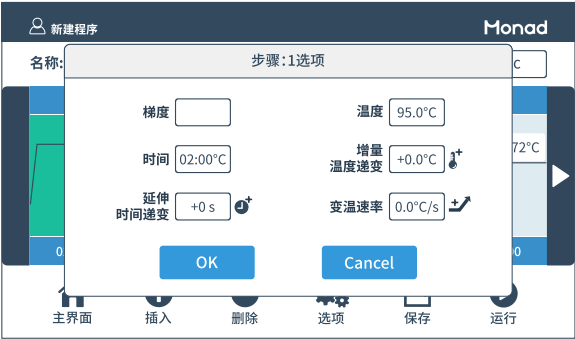 新建程序
Monad
名称:
°C
步骤:1选项
梯度
温度 95.0°C
时间 02:00°C
增量
温度递变 +0.0°C
72°C
延伸
时间递变 +0 s
变温速率 0.0°C/s
OK
Cancel
主界面 插入 删除 选项 保存 运行